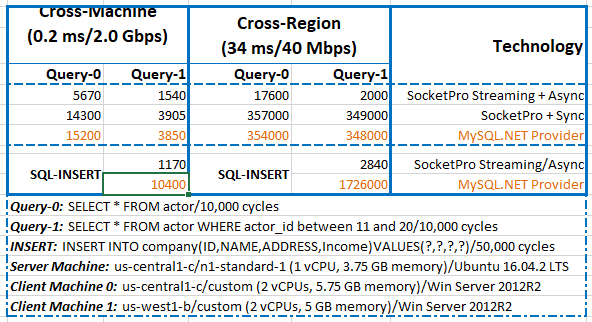 Cross-Machine Cross-Region
(0.2 ms/2.0 Gbps) (34 ms/40 Mbps) Technology
Query-0 Query-1 Query-0 Query-1
5670 1540 17600 2000 SocketPro Streaming + Async
14300 3905 357000 349000 SocketPro + Sync
15200 3850 354000 348000 MySQL.NET Provider
SQL-INSERT 1170 SQL-INSERT 2840 SocketPro Streaming/Async
10400 1726000 MySQL.NET Provider
Query-0: SELECT * FROM actor/10,000 cycles
Query-1: SELECT * FROM actor WHERE actor_id between 11 and 20/10,000 cycles
INSERT: INSERT INTO company(ID,NAME,ADDRESS,Income)VALUES(?,?,?,?)/50,000 cycles
Server Machine: us-central1-c/n1-standard-1 (1 vCPU, 3.75 GB memory)/Ubuntu 16.04.2 LTS
Client Machine 0: us-central1-c/custom (2 vCPUs, 5.75 GB memory)/Win Server 2012R2
Client Machine 1: us-west1-b/custom (2 vCPUs, 5 GB memory)/Win Server 2012R2